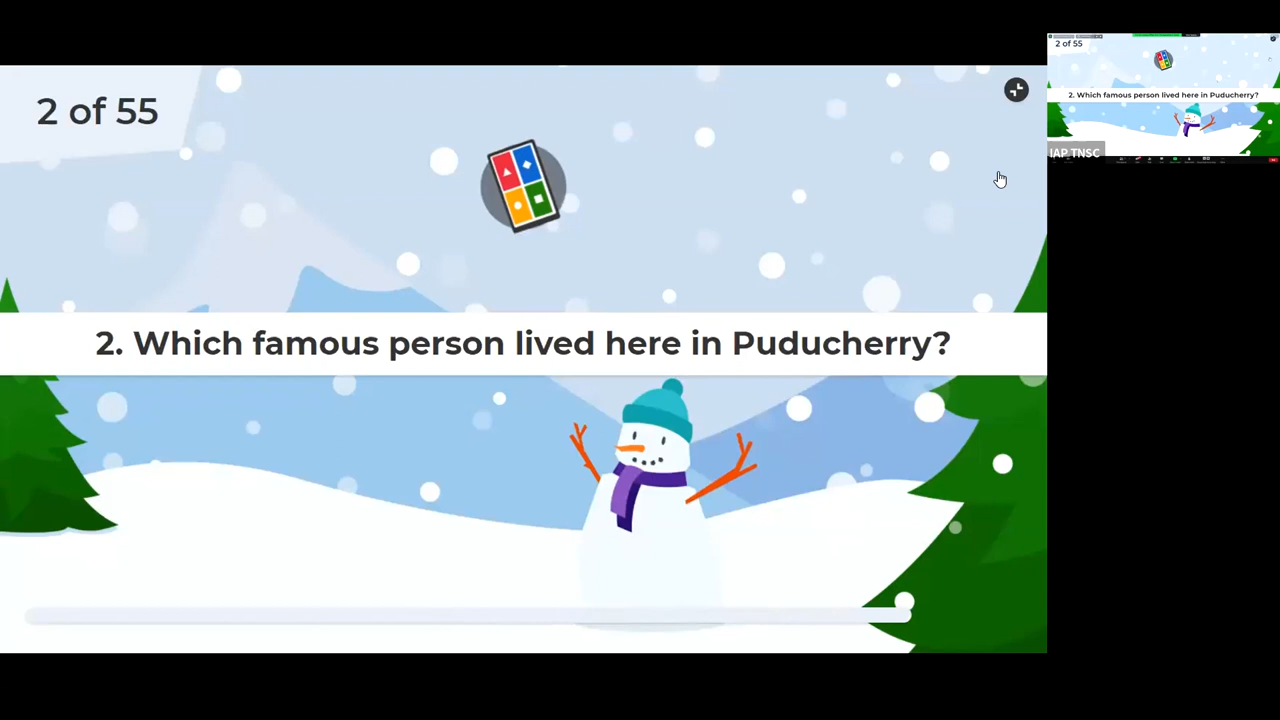 2 of 55
2. Which famous person lived here in Puducherry?
2 of 55
2. Which famous person lived here in Puducherry?
IAP TNSC